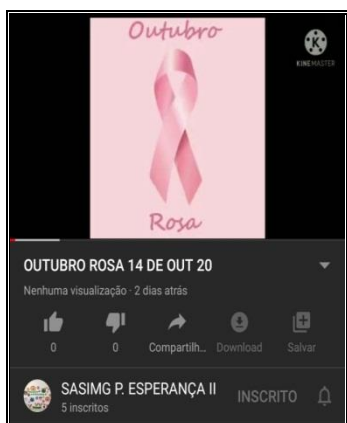 Outubro
KINEMASTER
Rosa
OUTUBRO ROSA 14 DE OUT 20
Nenhuma visualização · 2 dias atrás
0 0 Compartilh... Download Salvar
SASIMG P. ESPERANÇA II INSCRITO
5 inscritos